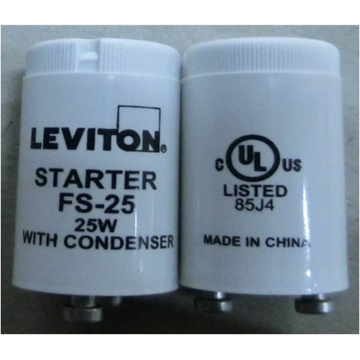 LEVITON®
STARTER
FS-25
25W
WITH CONDENSER
C UL US
LISTED
85J4
MADE IN CHINA